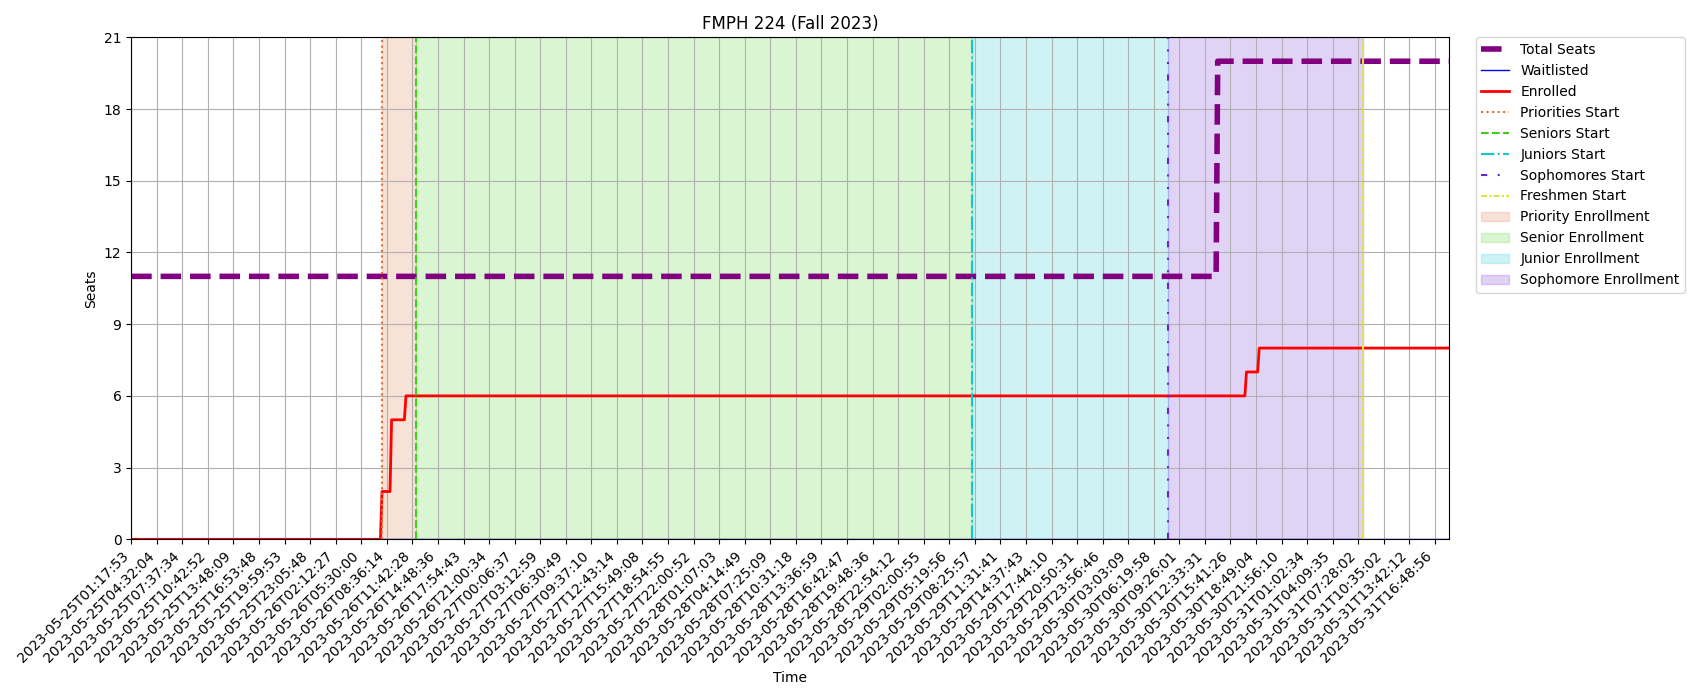 FMPH 224 (Fall 2023)
21
18
15
12
9
6
3
0
Seats
2023-05-25T01:17:53
2023-05-25T04:32:04
2023-05-25T07:37:34
2023-05-25T10:42:52
2023-05-25T13:48:09
2023-05-25T16:53:48
2023-05-25T19:59:53
2023-05-25T23:05:48
2023-05-26T02:12:27
2023-05-26T05:30:00
2023-05-26T08:36:14
2023-05-26T11:42:28
2023-05-26T14:48:36
2023-05-26T17:54:43
2023-05-26T21:00:34
2023-05-27T00:06:37
2023-05-27T03:12:59
2023-05-27T06:30:49
2023-05-27T09:37:10
2023-05-27T12:43:14
2023-05-27T15:49:08
2023-05-27T18:54:55
2023-05-27T22:00:52
2023-05-28T01:07:03
2023-05-28T04:14:49
2023-05-28T07:25:09
2023-05-28T10:31:18
2023-05-28T13:36:59
2023-05-28T16:42:47
2023-05-28T19:48:36
2023-05-28T22:54:12
2023-05-29T02:00:55
2023-05-29T05:19:56
2023-05-29T08:25:57
2023-05-29T11:31:41
2023-05-29T14:37:43
2023-05-29T17:44:10
2023-05-29T20:50:31
2023-05-29T23:56:46
2023-05-30T03:03:09
2023-05-30T06:19:58
2023-05-30T09:26:01
2023-05-30T12:33:31
2023-05-30T15:41:26
2023-05-30T18:49:04
2023-05-30T21:56:10
2023-05-31T01:02:34
2023-05-31T04:09:35
2023-05-31T07:28:02
2023-05-31T10:35:02
2023-05-31T13:42:12
2023-05-31T16:48:56
Time
Total Seats
Waitlisted
Enrolled
Priorities Start
Seniors Start
Juniors Start
Sophomores Start
Freshmen Start
Priority Enrollment
Senior Enrollment
Junior Enrollment
Sophomore Enrollment